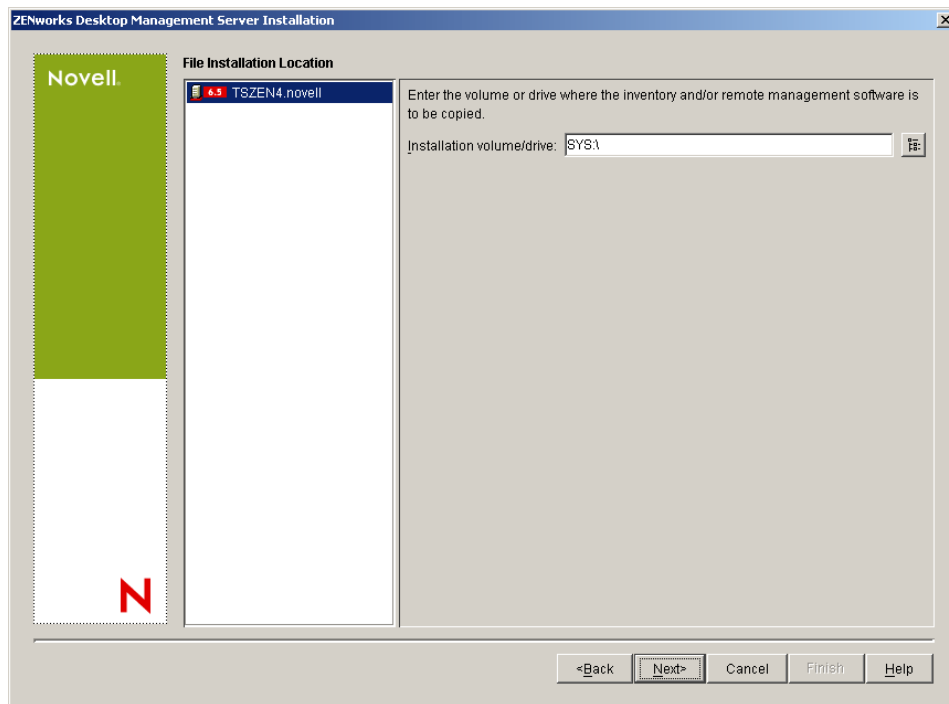 ZENworks Desktop Management Server Installation
Novell.
File Installation Location
6.5 TSZEN4.novell
Enter the volume or drive where the inventory and/or remote management software is
to be copied.
Installation volume/drive: SYS:\
N
<Back Next> Cancel Finish Help